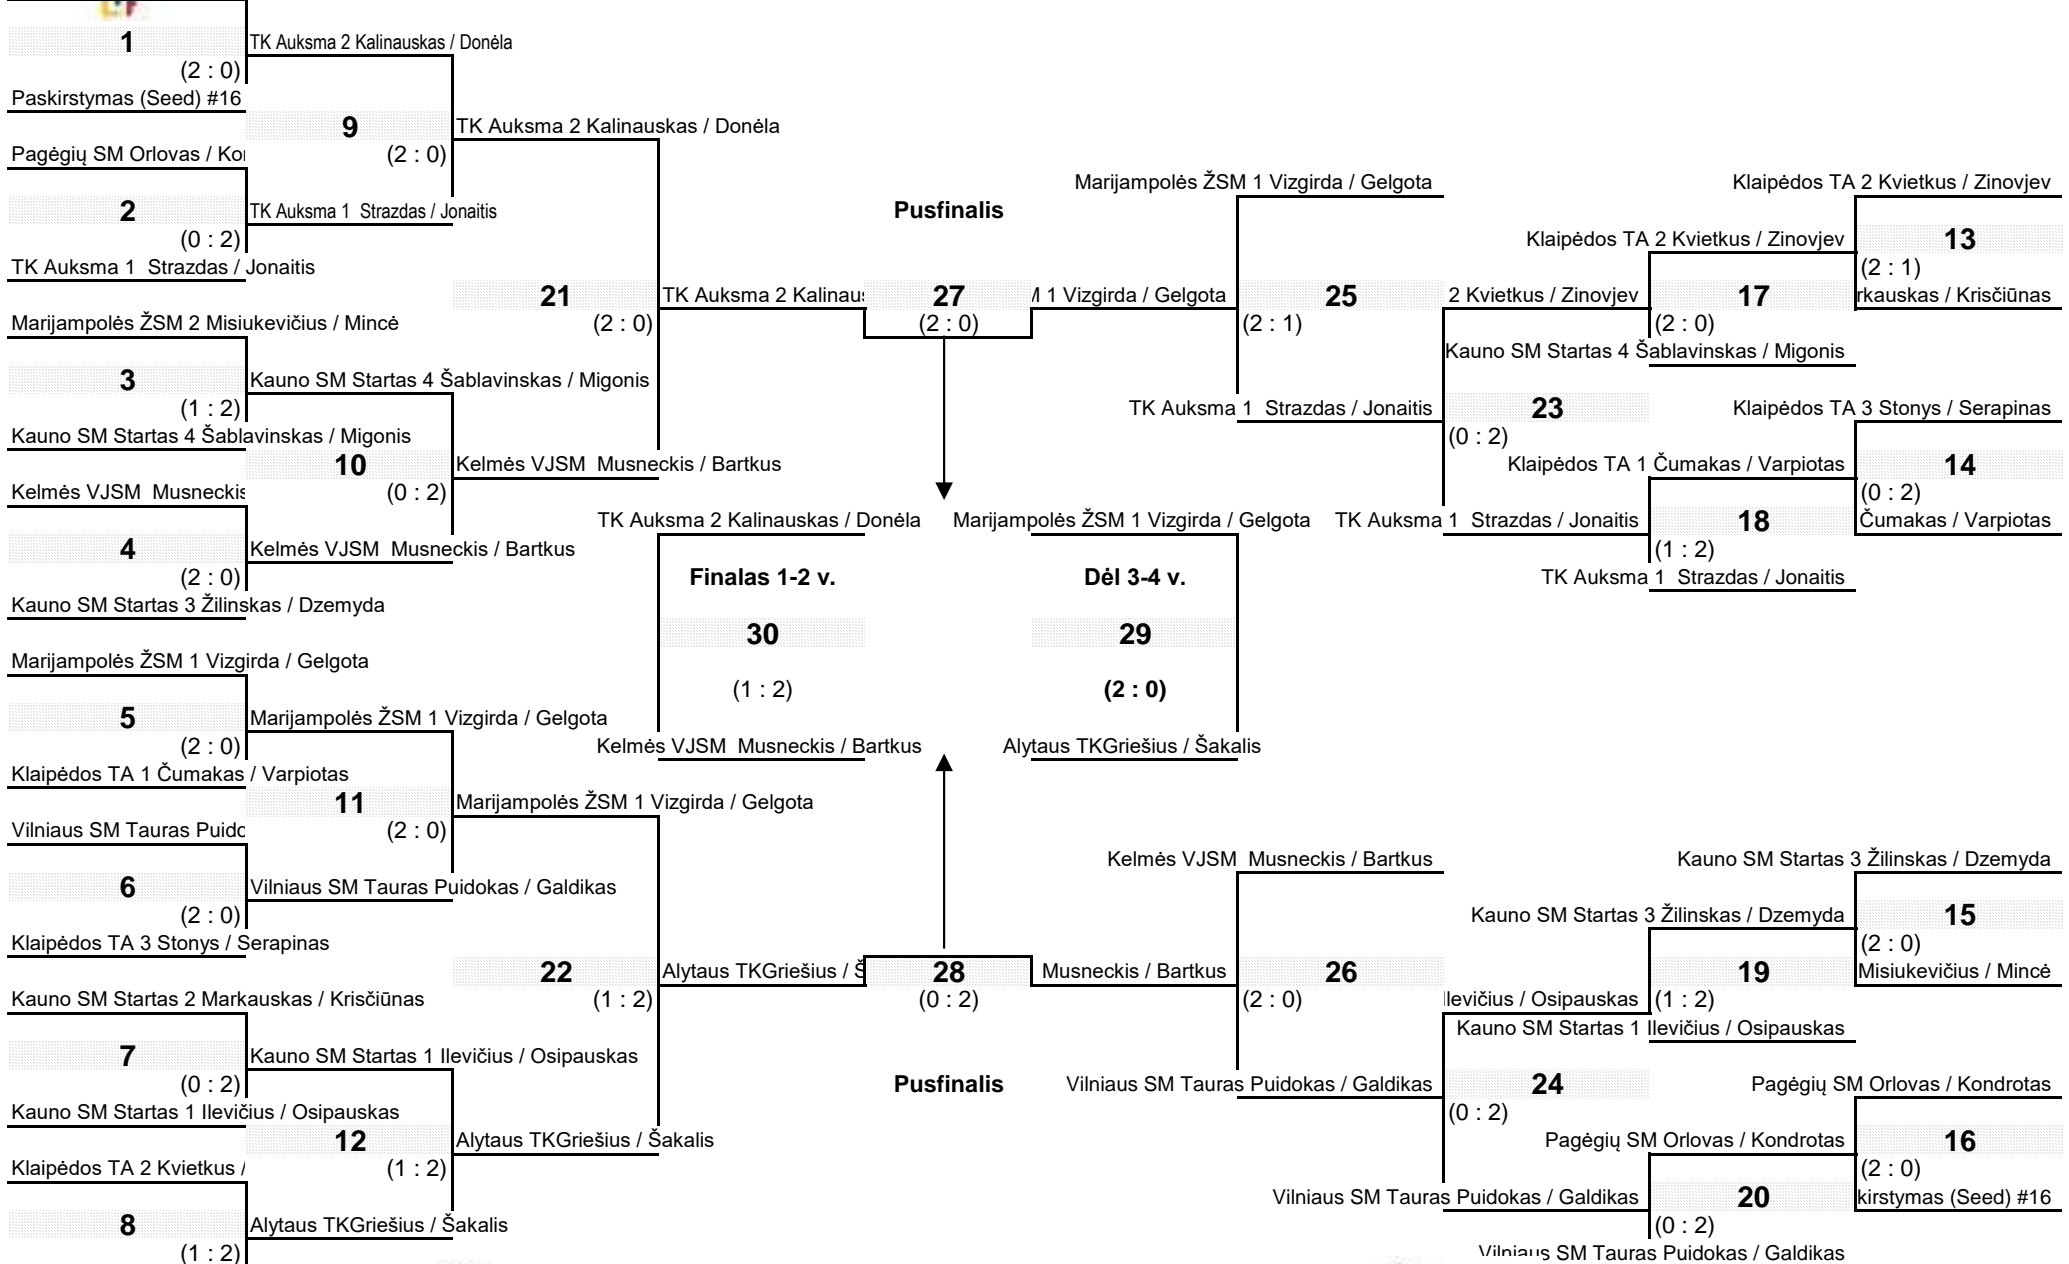 1
TK Auksma 2 Kalinauskas / Donėla
(2 : 0)
Paskirstymas (Seed) #16
9
TK Auksma 2 Kalinauskas / Donėla
Pagėgių SM Orlovas /
(2 : 0)
2
TK Auksma 1 Strazdas / Jonaitis
(0 : 2)
TK Auksma 1 Strazdas / Jonaitis
21
TK Auksma 2
(2 : 0)
Marijampolės ŽSM 2 Misiukevičius / Mincė
3
Kauno SM Startas 4 Šablavinskas / Migonis
(1 : 2)
Kauno SM Startas 4 Šablavinskas / Migonis
10
Kelmės VJSM Musneckis / Bartkus
Kelmės VJSM Musneckis
(0 : 2)
4
Kelmės VJSM Musneckis / Bartkus
(2 : 0)
Kauno SM Startas 3 Žilinskas / Dzemyda
Marijampolės ŽSM 1 Vizgirda / Gelgota
5
Marijampolės ŽSM 1 Vizgirda / Gelgota
(2 : 0)
Klaipėdos TA 1 Čumakas / Varpiotas
11
Marijampolės ŽSM 1 Vizgirda / Gelgota
Vilniaus SM Tauras
(2 : 0)
6
Vilniaus SM Tauras Puidokas / Galdikas
(2 : 0)
Klaipėdos TA 3 Stonys / Serapinas
22
Alytaus TKGriešius /
(1 : 2)
Kauno SM Startas 2 Markauskas / Krisčiūnas
7
Kauno SM Startas 1 Ilevičius / Osipauskas
(0 : 2)
Kauno SM Startas 1 Ilevičius / Osipauskas
12
Alytaus TKGriešius / Šakalis
Klaipėdos TA 2 Kvietkus /
(1 : 2)
8
Alytaus TKGriešius / Šakalis
(1 : 2)
Pusfinalis
27
(2 : 0)
TK Auksma 2 Kalinauskas / Donėla
Finalas 1-2 v.
30
(1 : 2)
Kelmės VJSM Musneckis / Bartkus
Marijampolės ŽSM 1 Vizgirda / Gelgota
Dėl 3-4 v.
29
(2 : 0)
Alytaus TKGriešius / Šakalis
28
(0 : 2)
Pusfinalis
Marijampolės ŽSM 1 Vizgirda / Gelgota
1 Vizgirda / Gelgota
25
(2 : 1)
TK Auksma 1 Strazdas / Jonaitis
Klaipėdos TA 2 Kvietkus / Zinovjev
Klaipėdos TA 2 Kvietkus / Zinovjev
13
(2 : 1)
2 Kvietkus / Zinovjev
17
/ Krisčiūnas
(2 : 0)
Kauno SM Startas 4 Šablavinskas / Migonis
23
(0 : 2)
Klaipėdos TA 3 Stonys / Serapinas
Klaipėdos TA 1 Čumakas / Varpiotas
14
(0 : 2)
TK Auksma 1 Strazdas / Jonaitis
18
Čumakas / Varpiotas
(1 : 2)
TK Auksma 1 Strazdas / Jonaitis
Kelmės VJSM Musneckis / Bartkus
Musneckis / Bartkus
26
(2 : 0)
Vilniaus SM Tauras Puidokas / Galdikas
Kauno SM Startas 3 Žilinskas / Dzemyda
Kauno SM Startas 3 Žilinskas / Dzemyda
15
(2 : 0)
19
Misiukevičius / Mincė
/ Osipauskas
(1 : 2)
Kauno SM Startas 1 Ilevičius / Osipauskas
24
(0 : 2)
Pagėgių SM Orlovas / Kondrotas
Pagėgių SM Orlovas / Kondrotas
16
(2 : 0)
Vilniaus SM Tauras Puidokas / Galdikas
20
(Seed) #16
(0 : 2)
Vilniaus SM Tauras Puidokas / Galdikas